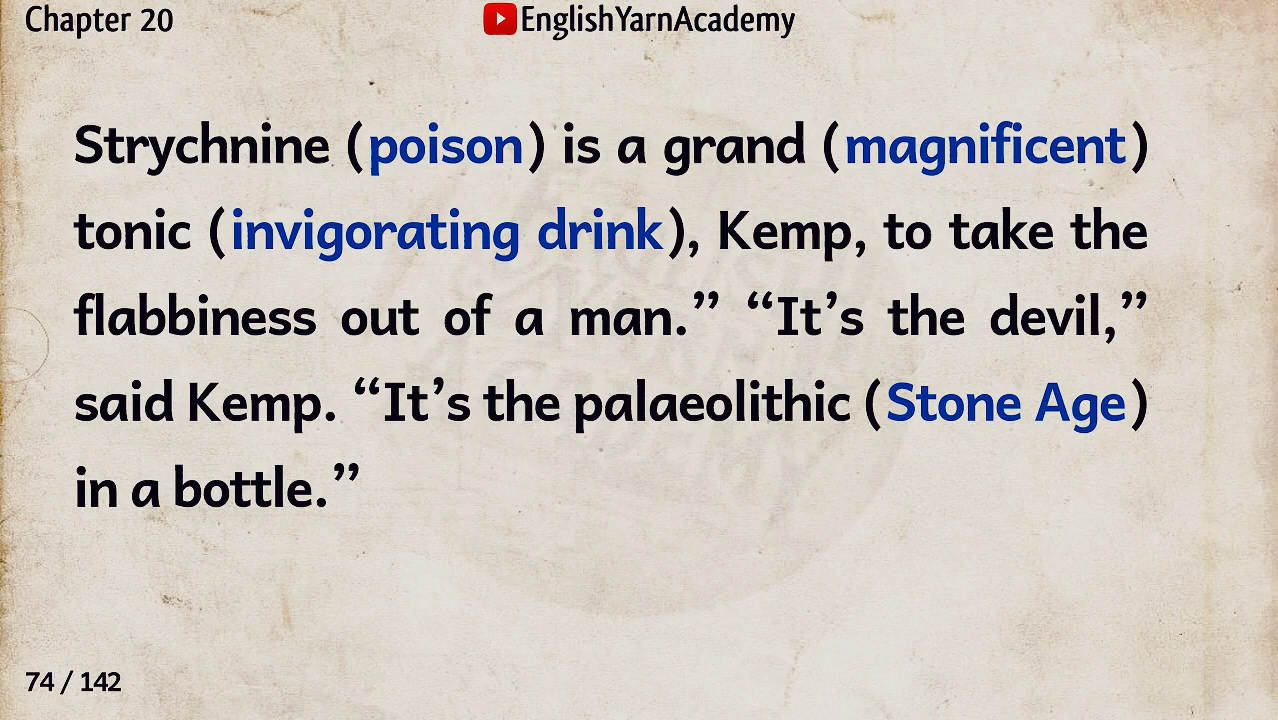 Chapter 20
EnglishYarnAcademy
Strychnine (poison) is a grand (magnificent)
tonic (invigorating drink), Kemp, to take the
flabbiness out of a man.” “It’s the devil,”
said Kemp. “It’s the palaeolithic (Stone Age)
in a bottle.”
74 / 142